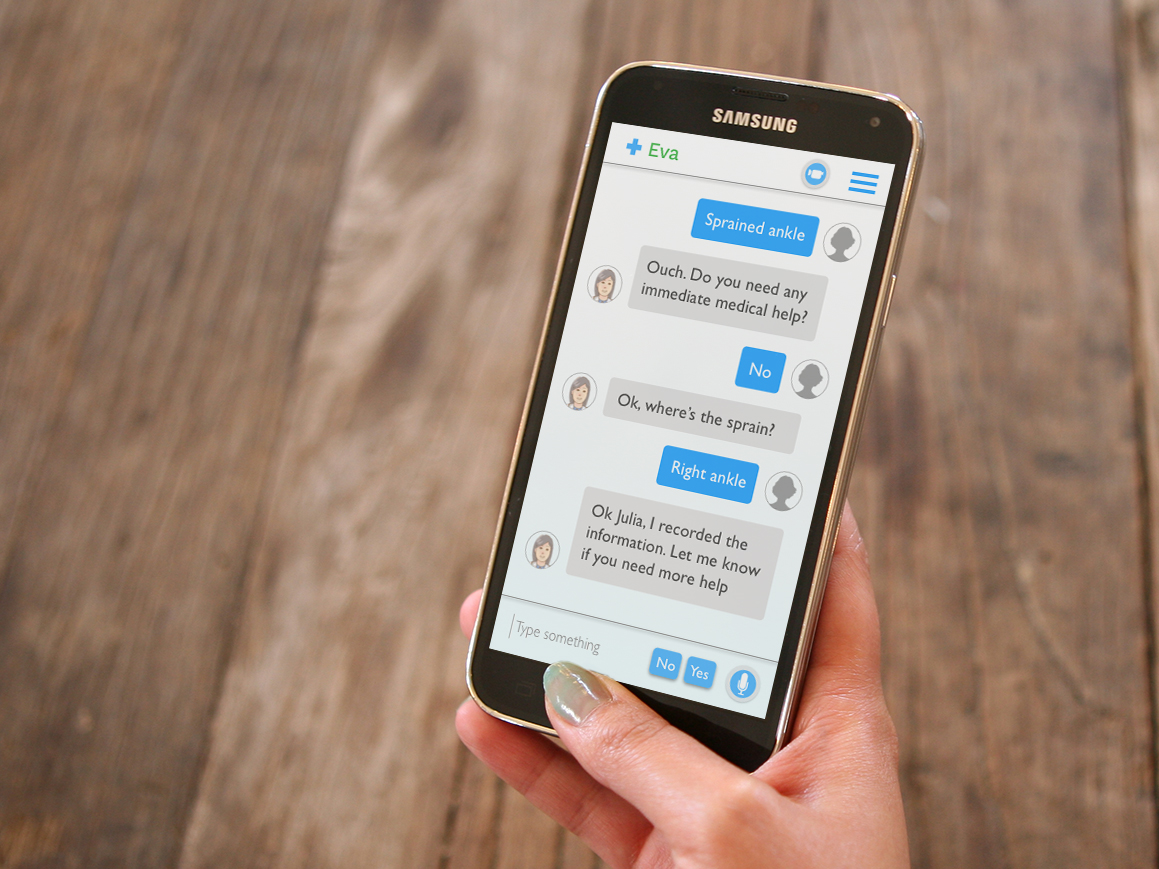 SAMSUNG
Eva
Sprained ankle
Ouch. Do you need any
immediate medical help?
No
Ok, where's the sprain?
Right ankle
Ok Julia, I recorded the
information. Let me know
if you need more help
Type something
No
Yes